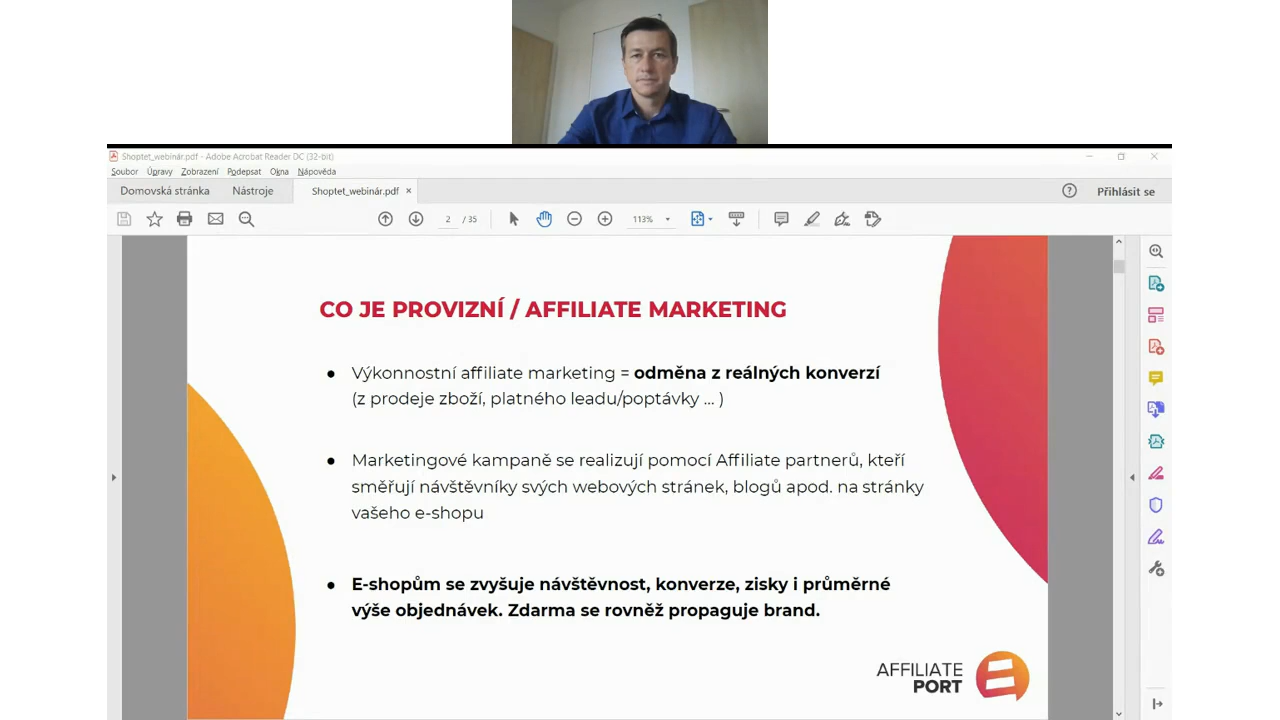 Shoptet_webinár.pdf - Adobe Acrobat Reader DC (32-bit)
Soubor Úpravy Zobrazení Podepsat Okna Nápověda
Domovská stránka Nástroje Shoptet_webinár.pdf × Přihlásit se
2 / 35 113%
CO JE PROVIZNÍ / AFFILIATE MARKETING
● Výkonnostní affiliate marketing = odměna z reálných konverzí
(z prodeje zboží, platného leadu/poptávky ... )
● Marketingové kampaně se realizují pomocí Affiliate partnerů, kteří
směřují návštěvníky svých webových stránek, blogů apod. na stránky
vašeho e-shopu
● E-shopům se zvyšuje návštěvnost, konverze, zisky i průměrné
výše objednávek. Zdarma se rovněž propaguje brand.
AFFILIATE
PORT